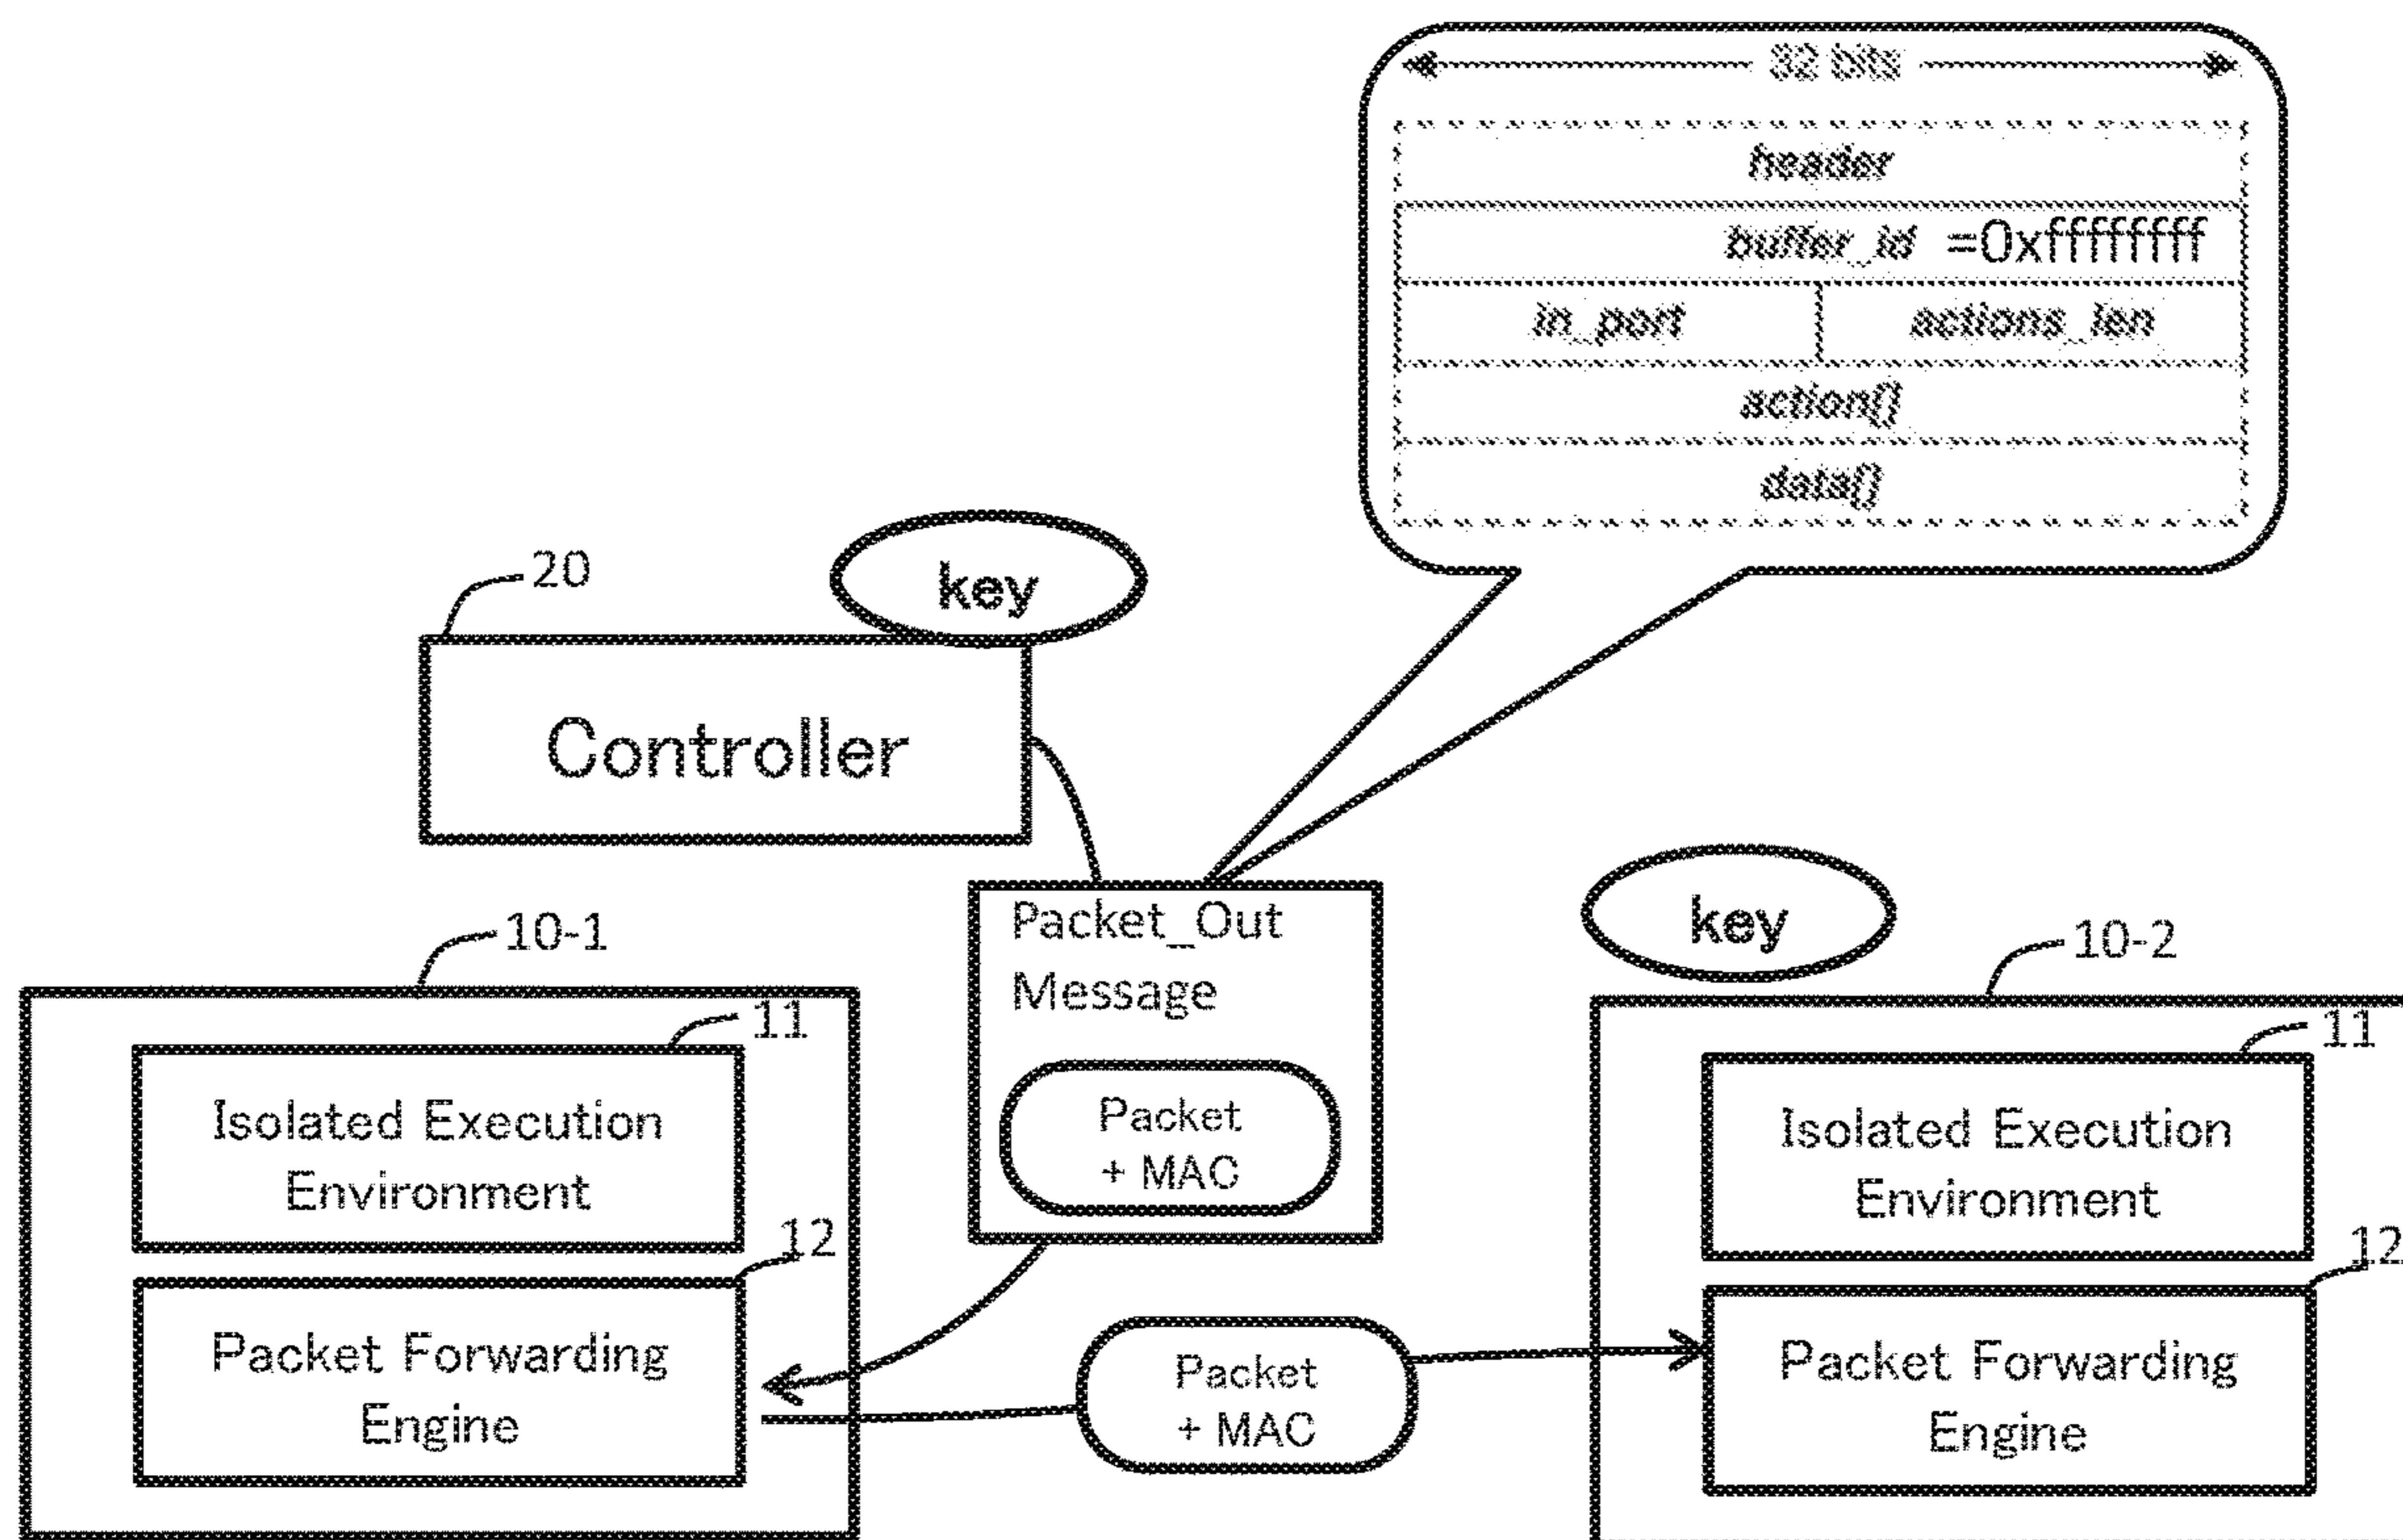 32 bits
header
buffer_id =0xffffffff
in_port actions_len
action[]
data[]
20
key
Controller
Packet_Out
Message
Packet
+ MAC
key
10-1
11
Isolated Execution
Environment
12
Packet Forwarding
Engine
Packet
+ MAC
10-2
11
Isolated Execution
Environment
12
Packet Forwarding
Engine